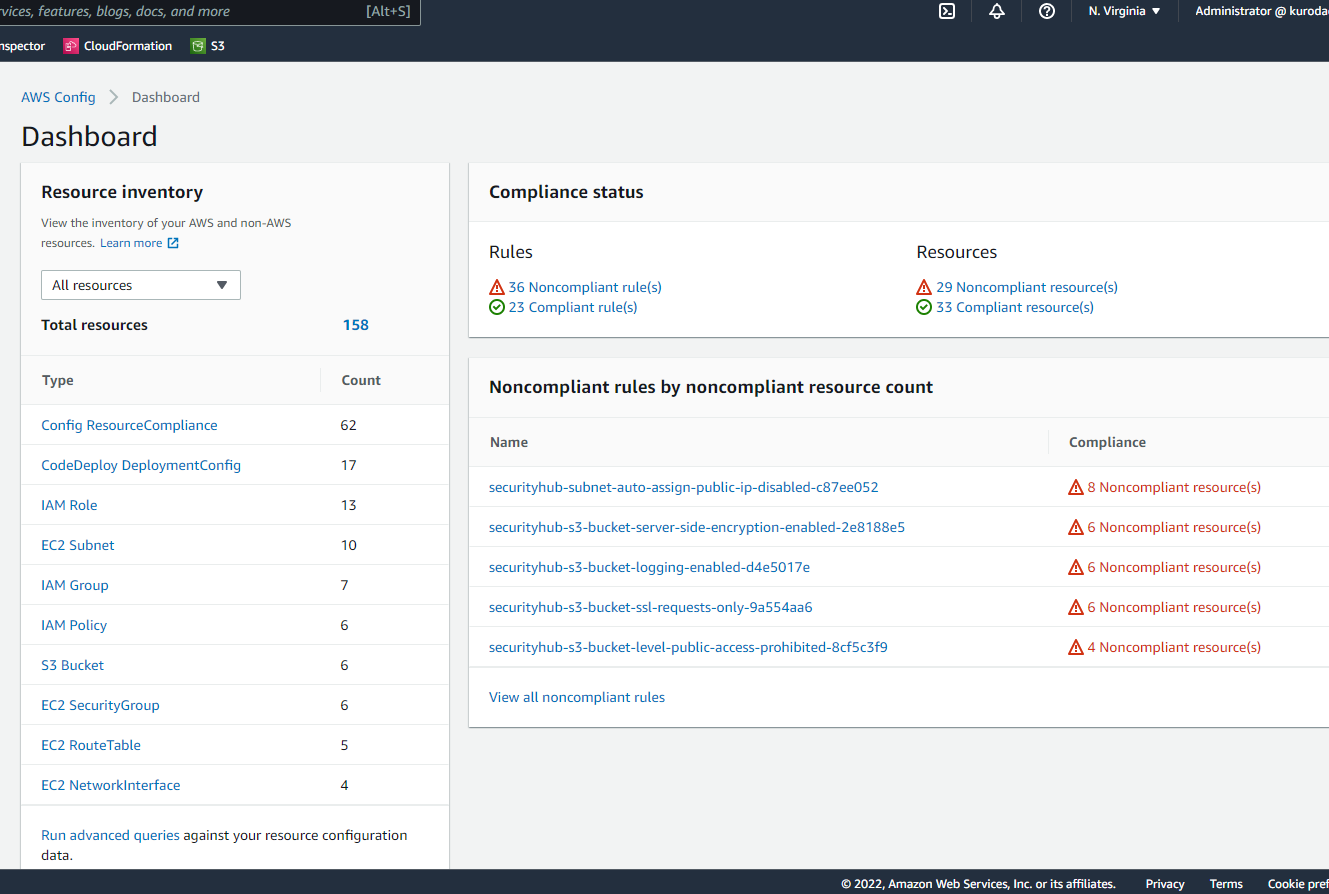 features, blogs, docs, and more [Alt+S]
N. Virginia Administrator @
CloudFormation S3
AWS Config Dashboard
Dashboard
Resource inventory
View the inventory of your AWS and non-AWS
resources. Learn more
All resources
Total resources 158
Type Count
Config ResourceCompliance 62
CodeDeploy DeploymentConfig 17
IAM Role 13
EC2 Subnet 10
IAM Group 7
IAM Policy 6
S3 Bucket 6
EC2 SecurityGroup 6
EC2 RouteTable 5
EC2 NetworkInterface 4
Run advanced queries against your resource configuration
data.
Compliance status
Rules Resources
36 Noncompliant rule(s) 29 Noncompliant resource(s)
23 Compliant rule(s) 33 Compliant resource(s)
Noncompliant rules by noncompliant resource count
Name Compliance
securityhub-subnet-auto-assign-public-ip-disabled-c87ee052 8 Noncompliant resource(s)
securityhub-s3-bucket-server-side-encryption-enabled-2e8188e5 6 Noncompliant resource(s)
securityhub-s3-bucket-logging-enabled-d4e5017e 6 Noncompliant resource(s)
securityhub-s3-bucket-ssl-requests-only-9a554aa6 6 Noncompliant resource(s)
securityhub-s3-bucket-level-public-access-prohibited-8cf5c3f9 4 Noncompliant resource(s)
View all noncompliant rules
© 2022, Amazon Web Services, Inc. or its affiliates. Privacy Terms Cookie